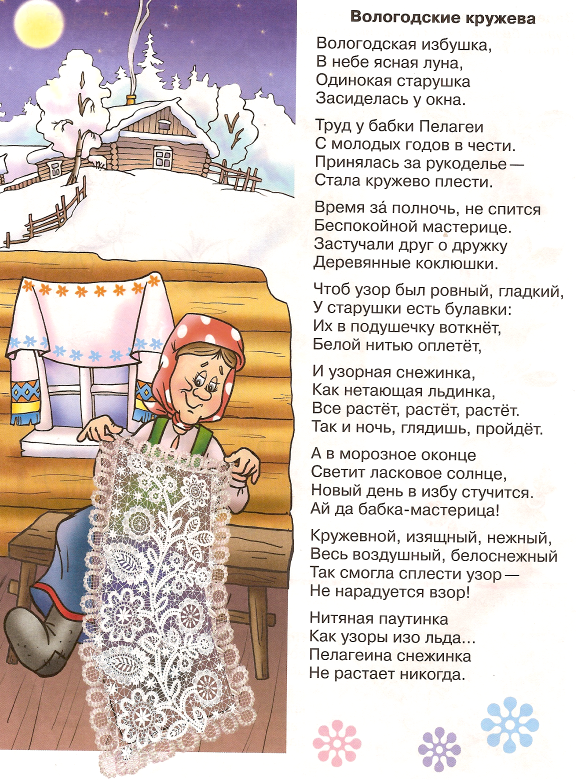 Вологодские кружева
Вологодская избушка,
В небе ясная луна,
Одинокая старушка
Засиделась у окна.
Труд у бабки Пелагеи
С молодых годов в чести.
Принялась за рукоделье —
Стала кружево плести.
Время за́ полночь, не спится
Беспокойной мастерице.
Застучали друг о дружку
Деревянные коклюшки.
Чтоб узор был ровный, гладкий,
У старушки есть булавки:
Их в подушечку воткнёт,
Белой нитью оплетёт,
И узорная снежинка,
Как нетающая льдинка,
Все растёт, растёт, растёт.
Так и ночь, глядишь, пройдёт.
А в морозное оконце
Светит ласковое солнце,
Новый день в избу стучится.
Ай да бабка-мастерица!
Кружевной, изящный, нежный,
Весь воздушный, белоснежный
Так смогла сплести узор —
Не нарадуется взор!
Нитяная паутинка
Как узоры изо льда...
Пелагеина снежинка
Не растает никогда.